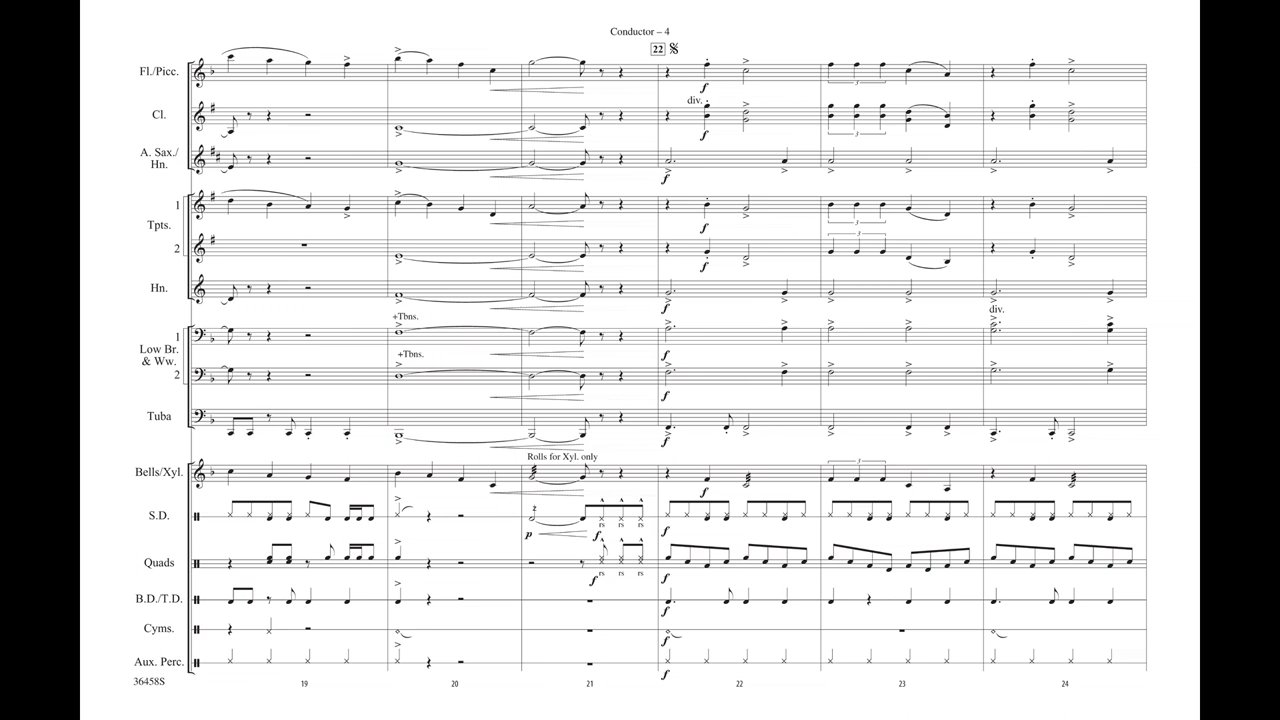 Conductor – 4
22
Fl./Picc.
f
div.
Cl.
f
A. Sax./
Hn.
f
1
Tpts.
3
f
3
2
f
Hn.
f
div.
+Tbns.
1
Low Br.
& Ww.
+Tbns.
f
2
f
Tuba
f
Rolls for Xyl. only
3
Bells/Xyl.
f
S.D.
z
rs rs rs
p f f
Quads
rs rs rs
f f
B.D./T.D.
f
Cyms.
f
Aux. Perc.
f
36458S 19 20 21 22 23 24